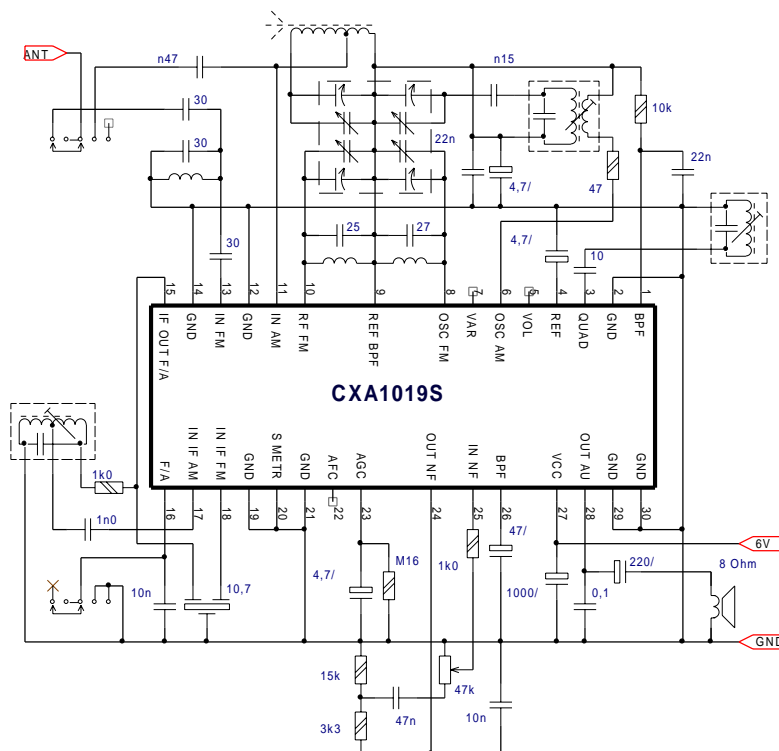 ANT
n47
n15
30
10k
30
22n
22n
4,7/
47
25
27
4,7/
10
30
15
14
13
12
11
10
9
8
7
6
5
4
3
2
1
IF OUT F/A
GND
IN FM
GND
IN AM
RF FM
REF BPF
OSC FM
VAR
OSC AM
VOL
REF
QUAD
GND
BPF
CXA1019S
F/A
IN IF AM
IN IF FM
GND
S METR
GND
AFC
AGC
OUT NF
IN NF
BPF
VCC
OUT AU
GND
GND
16
17
18
19
20
21
22
23
24
25
26
27
28
29
30
1k0
1n0
47/
1k0
6V
M16
220/
8 Ohm
10n
10,7
4,7/
1000/
0,1
GND
15k
47k
47n
10n
3k3